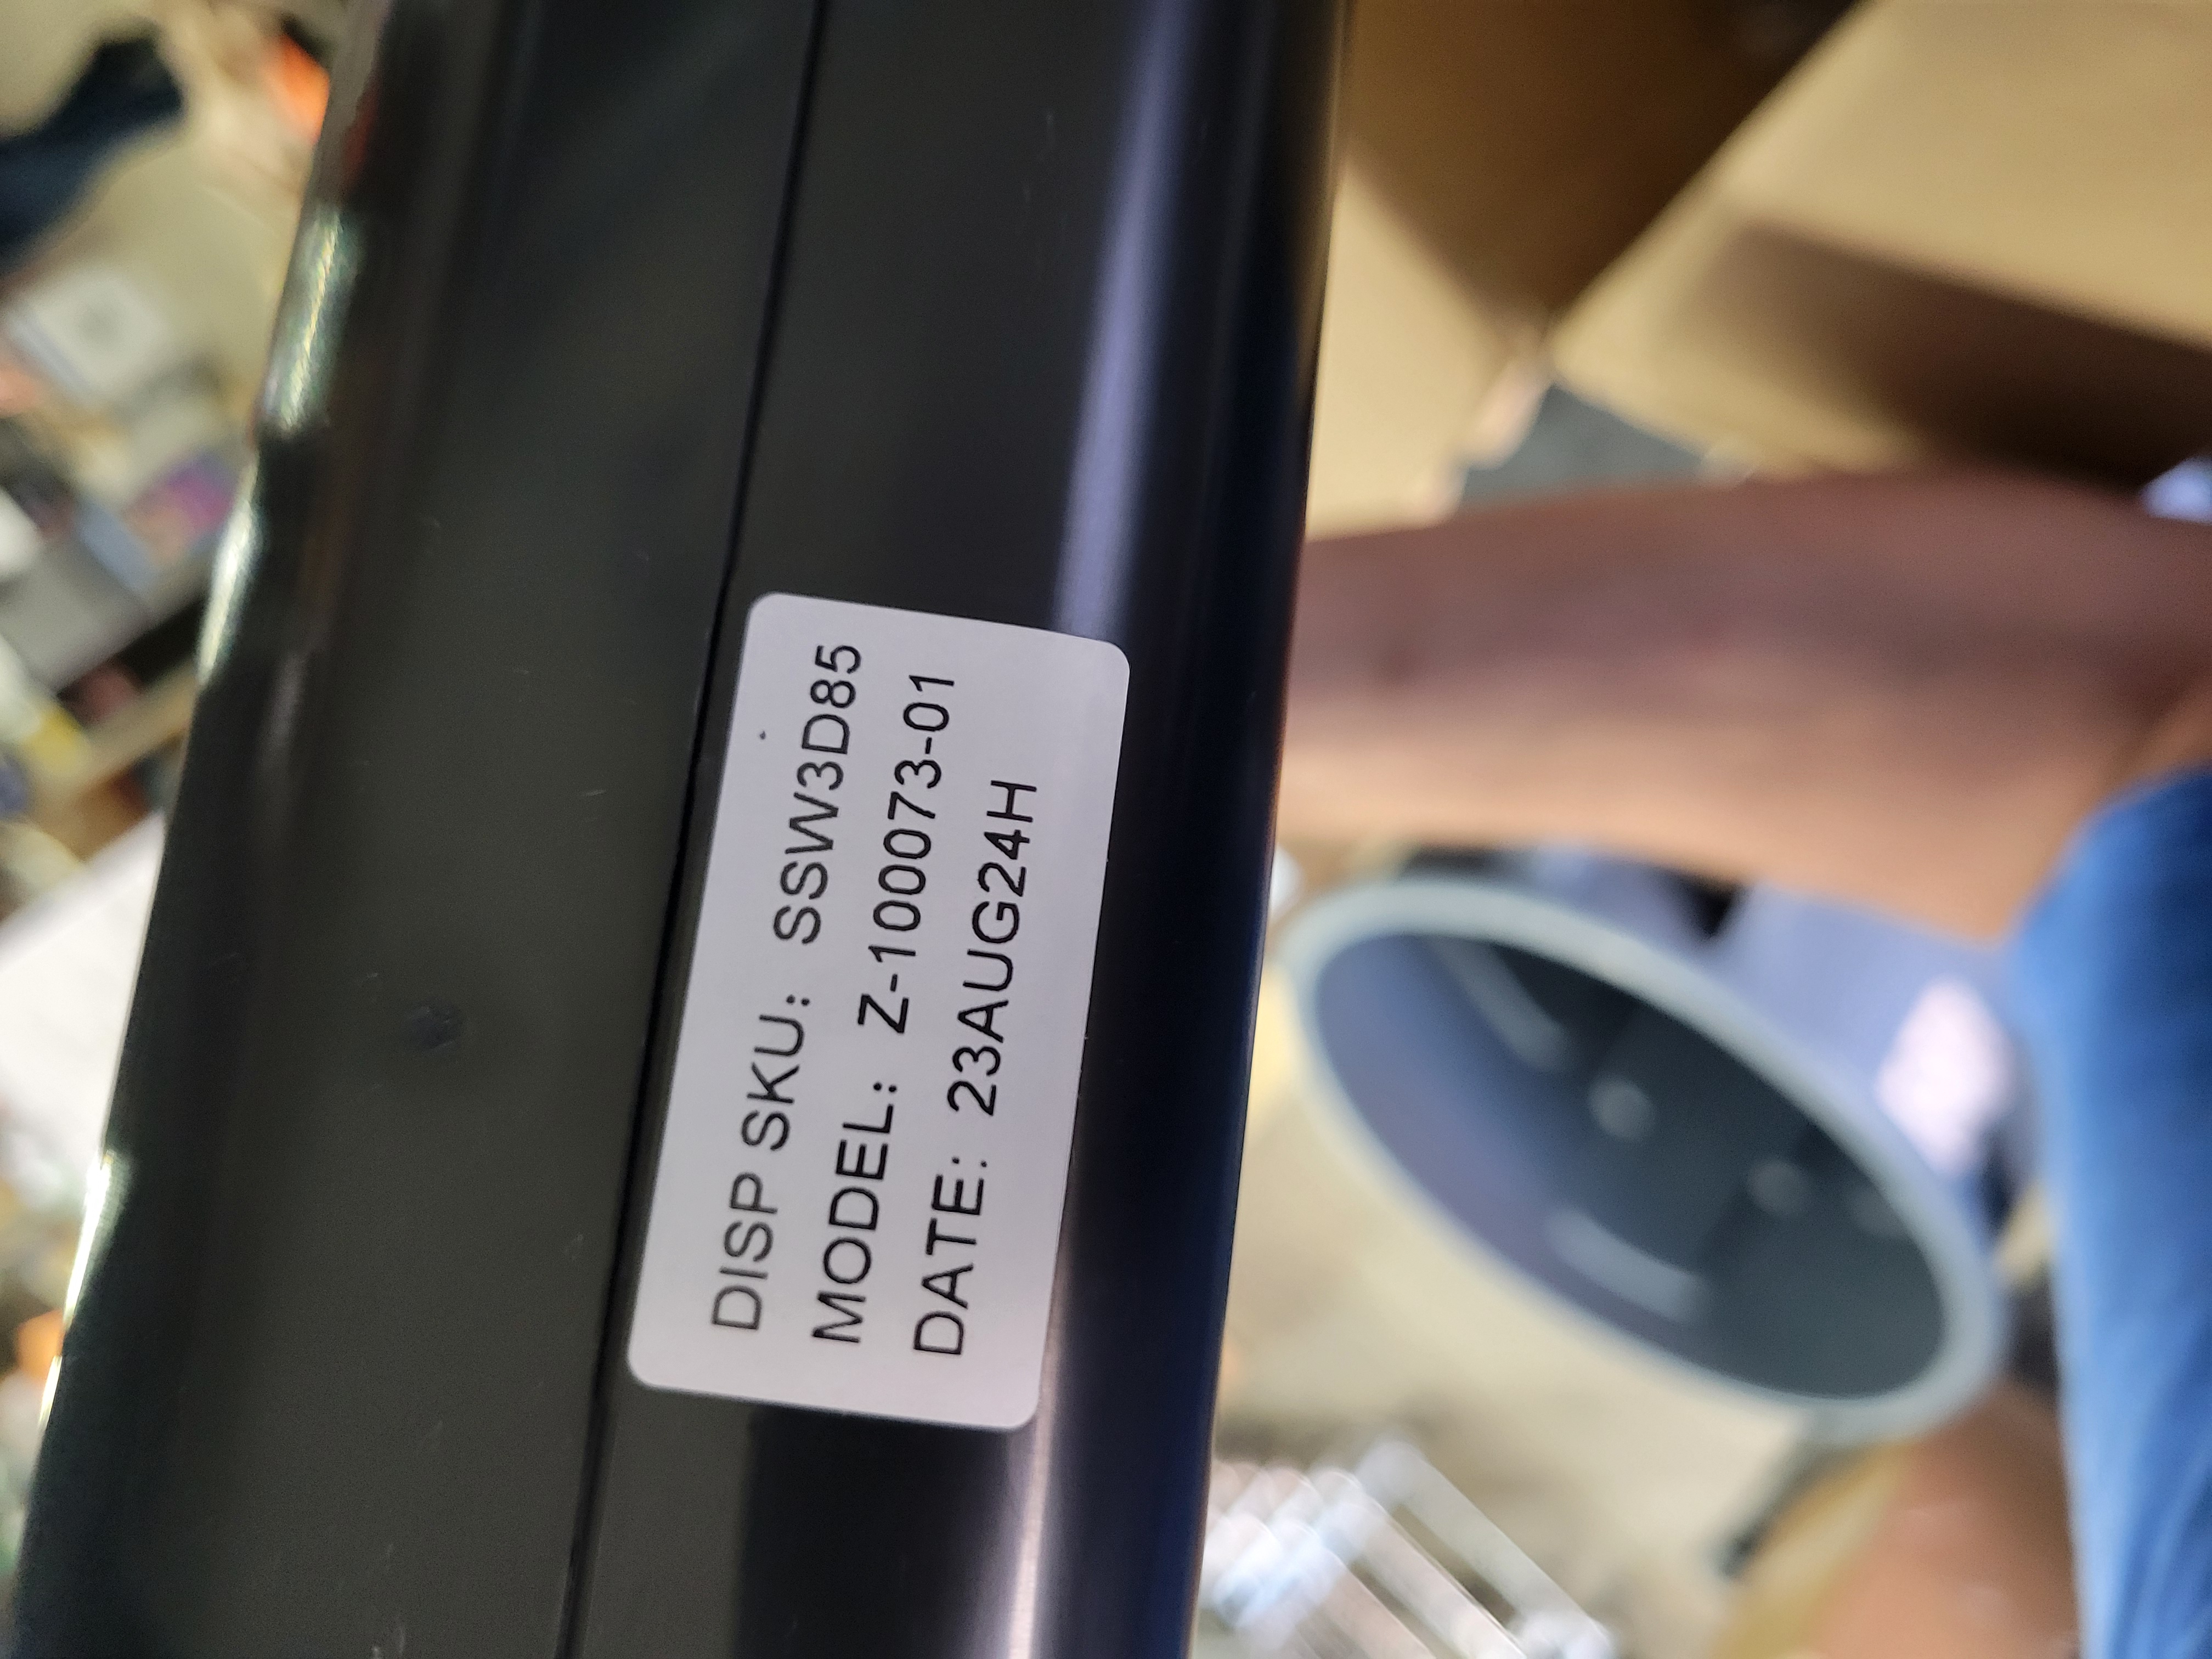 DISP SKU: SSW3D85
MODEL: Z-100073-01
DATE: 23AUG24H